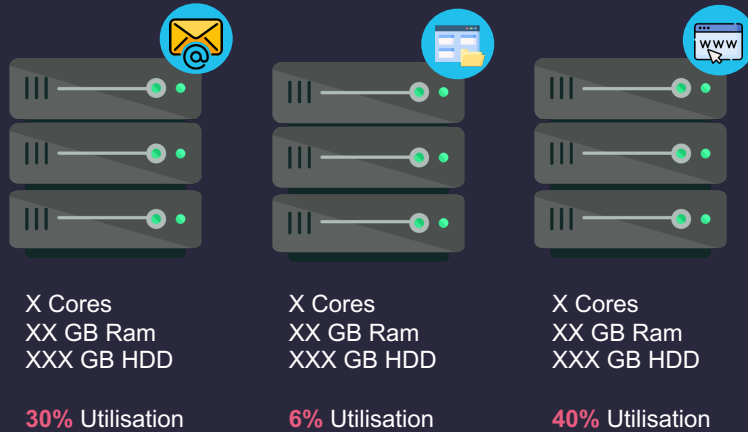 @
WWW
X Cores
XX GB Ram
XXX GB HDD
30% Utilisation
X Cores
XX GB Ram
XXX GB HDD
6% Utilisation
X Cores
XX GB Ram
XXX GB HDD
40% Utilisation